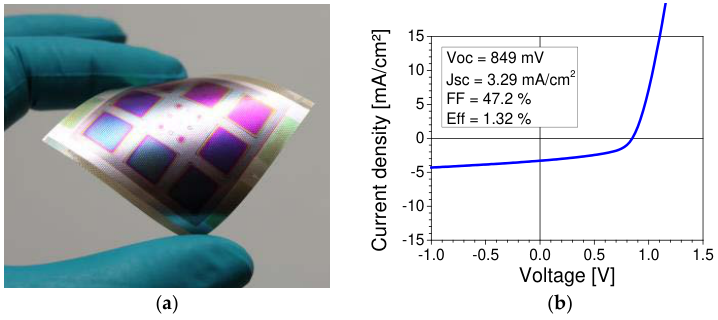 (a)
Current density [mA/cm²]
15
10
5
0
-5
-10
-15
Voc = 849 mV
Jsc = 3.29 mA/cm²
FF = 47.2 %
Eff = 1.32 %
-1.0 -0.5 0.0 0.5 1.0 1.5
Voltage [V]
(b)